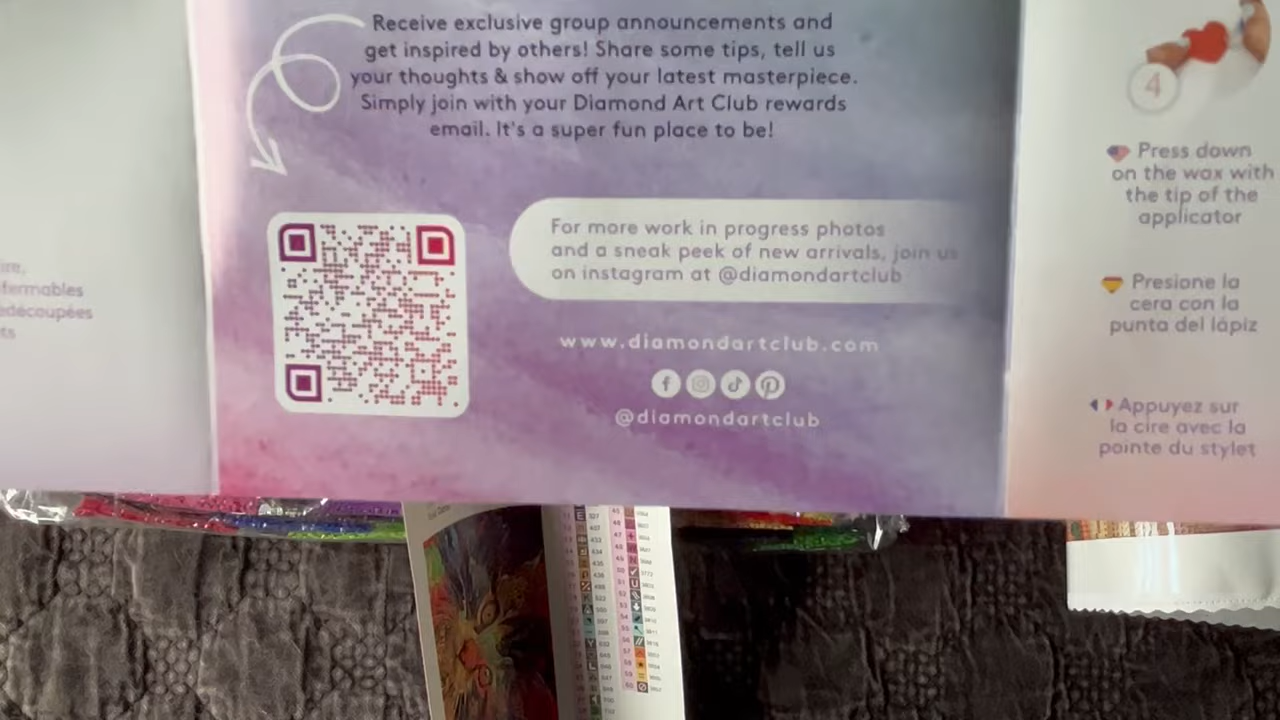 Receive exclusive group announcements and
get inspired by others! Share some tips, tell us
your thoughts & show off your latest masterpiece.
Simply join with your Diamond Art Club rewards
email. It's a super fun place to be!
For more work in progress photos
and a sneak peek of new arrivals, join us
on instagram at @diamondartclub
www.diamondartclub.com
@diamondartclub
fermables
edécoupées
ts
4
Press down
on the wax with
the tip of the
applicator
Presione la
cera con la
punta del lápiz
Appuyez sur
la cire avec la
pointe du stylet